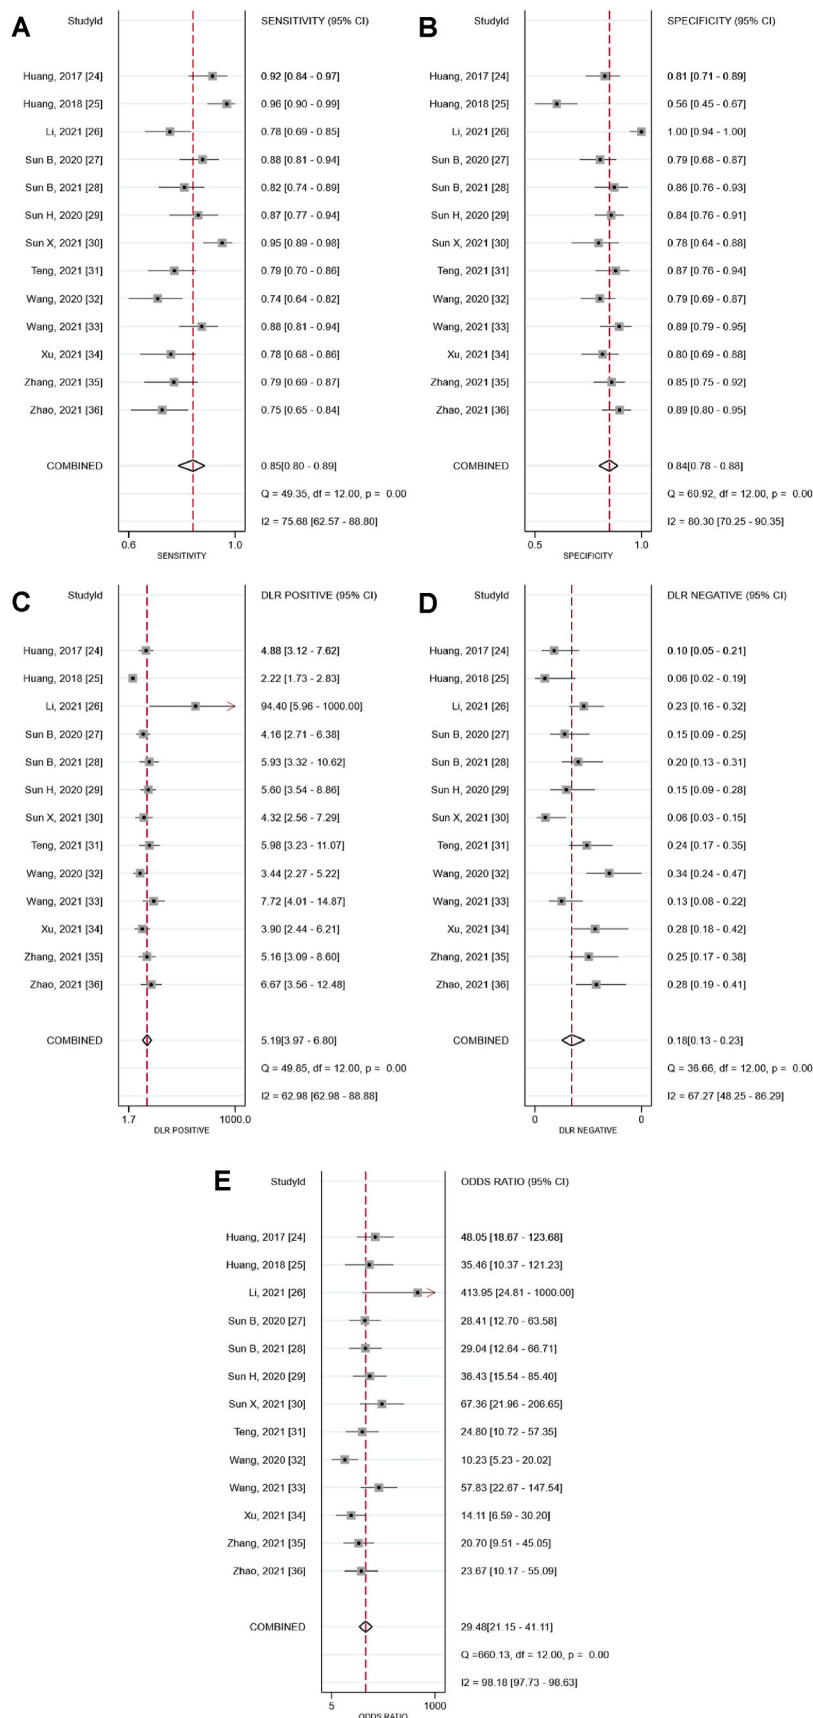 A
StudyId SENSITIVITY (95% CI)
Huang, 2017 [24] 0.92 [0.84 - 0.97]
Huang, 2018 [25] 0.96 [0.90 - 0.99]
Li, 2021 [26] 0.78 [0.69 - 0.85]
Sun B, 2020 [27] 0.88 [0.81 - 0.94]
Sun B, 2021 [28] 0.82 [0.74 - 0.89]
Sun H, 2020 [29] 0.87 [0.77 - 0.94]
Sun X, 2021 [30] 0.95 [0.89 - 0.98]
Teng, 2021 [31] 0.79 [0.70 - 0.86]
Wang, 2020 [32] 0.74 [0.64 - 0.82]
Wang, 2021 [33] 0.88 [0.81 - 0.94]
Xu, 2021 [34] 0.78 [0.68 - 0.86]
Zhang, 2021 [35] 0.79 [0.69 - 0.87]
Zhao, 2021 [36] 0.75 [0.65 - 0.84]
COMBINED 0.85[0.80 - 0.89]
Q = 49.35, df = 12.00, p = 0.00
I2 = 75.68 [62.57 - 88.80]
0.6 1.0
SENSITIVITY
B
StudyId SPECIFICITY (95% CI)
Huang, 2017 [24] 0.81 [0.71 - 0.89]
Huang, 2018 [25] 0.56 [0.45 - 0.67]
Li, 2021 [26] 1.00 [0.94 - 1.00]
Sun B, 2020 [27] 0.79 [0.68 - 0.87]
Sun B, 2021 [28] 0.86 [0.76 - 0.93]
Sun H, 2020 [29] 0.84 [0.76 - 0.91]
Sun X, 2021 [30] 0.78 [0.64 - 0.88]
Teng, 2021 [31] 0.87 [0.76 - 0.94]
Wang, 2020 [32] 0.79 [0.69 - 0.87]
Wang, 2021 [33] 0.89 [0.79 - 0.95]
Xu, 2021 [34] 0.80 [0.69 - 0.88]
Zhang, 2021 [35] 0.85 [0.75 - 0.92]
Zhao, 2021 [36] 0.89 [0.80 - 0.95]
COMBINED 0.84[0.78 - 0.88]
Q = 60.92, df = 12.00, p = 0.00
I2 = 80.30 [70.25 - 90.35]
0.5 1.0
SPECIFICITY
C
StudyId DLR POSITIVE (95% CI)
Huang, 2017 [24] 4.88 [3.12 - 7.62]
Huang, 2018 [25] 2.22 [1.73 - 2.83]
Li, 2021 [26] 94.40 [5.96 - 1000.00]
Sun B, 2020 [27] 4.16 [2.71 - 6.38]
Sun B, 2021 [28] 5.93 [3.32 - 10.62]
Sun H, 2020 [29] 5.60 [3.54 - 8.86]
Sun X, 2021 [30] 4.32 [2.56 - 7.29]
Teng, 2021 [31] 5.98 [3.23 - 11.07]
Wang, 2020 [32] 3.44 [2.27 - 5.22]
Wang, 2021 [33] 7.72 [4.01 - 14.87]
Xu, 2021 [34] 3.90 [2.44 - 6.21]
Zhang, 2021 [35] 5.16 [3.09 - 8.60]
Zhao, 2021 [36] 6.67 [3.56 - 12.48]
COMBINED 5.19[3.97 - 6.80]
Q = 49.85, df = 12.00, p = 0.00
I2 = 62.98 [62.98 - 88.88]
1.7 1000.0
DLR POSITIVE
D
StudyId DLR NEGATIVE (95% CI)
Huang, 2017 [24] 0.10 [0.05 - 0.21]
Huang, 2018 [25] 0.06 [0.02 - 0.19]
Li, 2021 [26] 0.23 [0.16 - 0.32]
Sun B, 2020 [27] 0.15 [0.09 - 0.25]
Sun B, 2021 [28] 0.20 [0.13 - 0.31]
Sun H, 2020 [29] 0.15 [0.09 - 0.28]
Sun X, 2021 [30] 0.06 [0.03 - 0.15]
Teng, 2021 [31] 0.24 [0.17 - 0.35]
Wang, 2020 [32] 0.34 [0.24 - 0.47]
Wang, 2021 [33] 0.13 [0.08 - 0.22]
Xu, 2021 [34] 0.28 [0.18 - 0.42]
Zhang, 2021 [35] 0.25 [0.17 - 0.38]
Zhao, 2021 [36] 0.28 [0.19 - 0.41]
COMBINED 0.18[0.13 - 0.23]
Q = 36.66, df = 12.00, p = 0.00
I2 = 67.27 [48.25 - 86.29]
0 0
DLR NEGATIVE
E
StudyId ODDS RATIO (95% CI)
Huang, 2017 [24] 48.05 [18.67 - 123.68]
Huang, 2018 [25] 35.46 [10.37 - 121.23]
Li, 2021 [26] 413.95 [24.81 - 1000.00]
Sun B, 2020 [27] 28.41 [12.70 - 63.58]
Sun B, 2021 [28] 29.04 [12.64 - 66.71]
Sun H, 2020 [29] 36.43 [15.54 - 85.40]
Sun X, 2021 [30] 67.36 [21.96 - 206.65]
Teng, 2021 [31] 24.80 [10.72 - 57.35]
Wang, 2020 [32] 10.23 [5.23 - 20.02]
Wang, 2021 [33] 57.83 [22.67 - 147.54]
Xu, 2021 [34] 14.11 [6.59 - 30.20]
Zhang, 2021 [35] 20.70 [9.51 - 45.05]
Zhao, 2021 [36] 23.67 [10.17 - 55.09]
COMBINED 29.48[21.15 - 41.11]
Q =660.13, df = 12.00, p = 0.00
I2 = 98.18 [97.73 - 98.63]
5 1000
ODDS RATIO